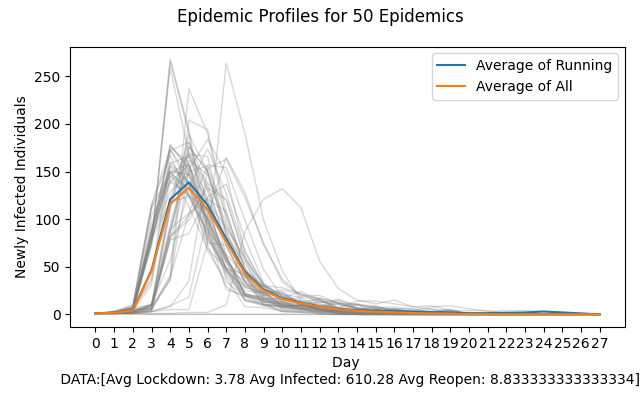 Epidemic Profiles for 50 Epidemics
Newly Infected Individuals
250
200
150
100
50
0
Average of Running
Average of All
0 1 2 3 4 5 6 7 8 9 10 11 12 13 14 15 16 17 18 19 20 21 22 23 24 25 26 27
Day
DATA:[Avg Lockdown: 3.78 Avg Infected: 610.28 Avg Reopen: 8.833333333333334]